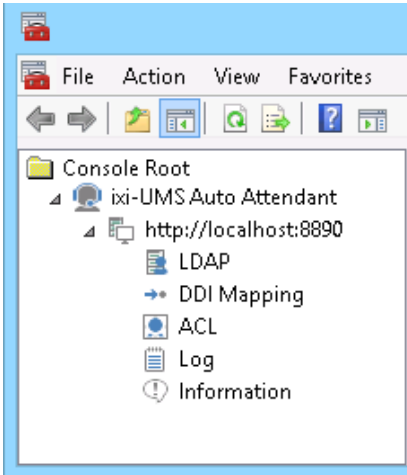 File Action View Favorites
?
Console Root
ixi-UMS Auto Attendant
http://localhost:8890
LDAP
DDI Mapping
ACL
Log
Information